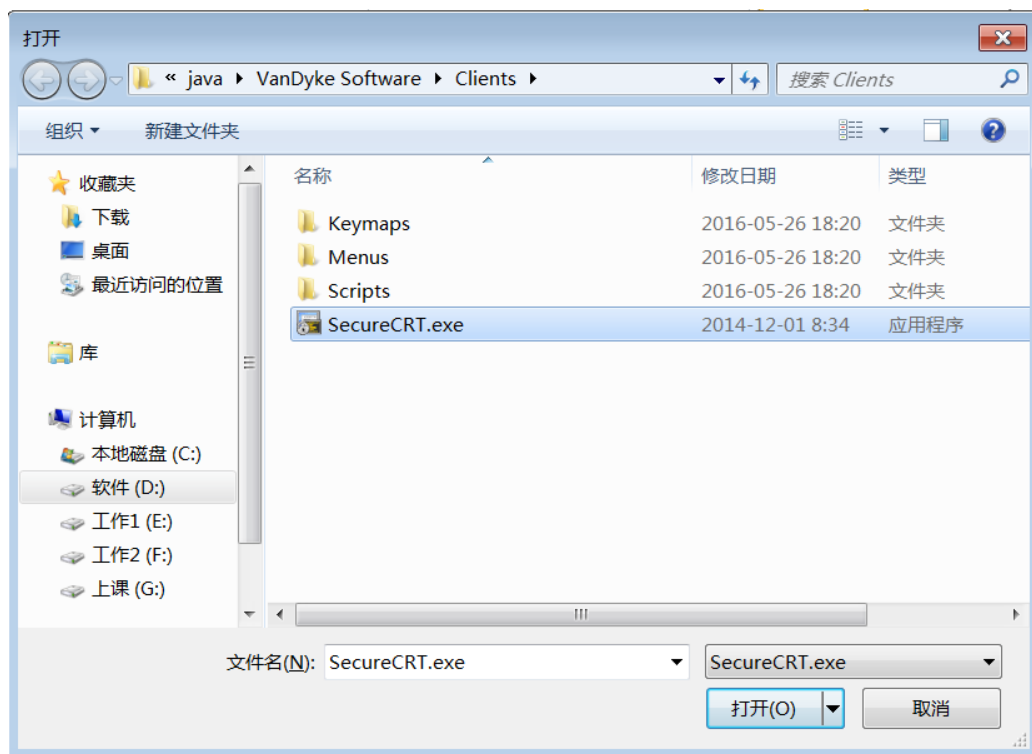 打开
« java ▸ VanDyke Software ▸ Clients ▸
搜索 Clients
组织
新建文件夹
收藏夹
下载
桌面
最近访问的位置
库
计算机
本地磁盘 (C:)
软件 (D:)
工作1 (E:)
工作2 (F:)
上课 (G:)
名称 修改日期 类型
Keymaps 2016-05-26 18:20 文件夹
Menus 2016-05-26 18:20 文件夹
Scripts 2016-05-26 18:20 文件夹
SecureCRT.exe 2014-12-01 8:34 应用程序
文件名(N): SecureCRT.exe SecureCRT.exe
打开(O) 取消